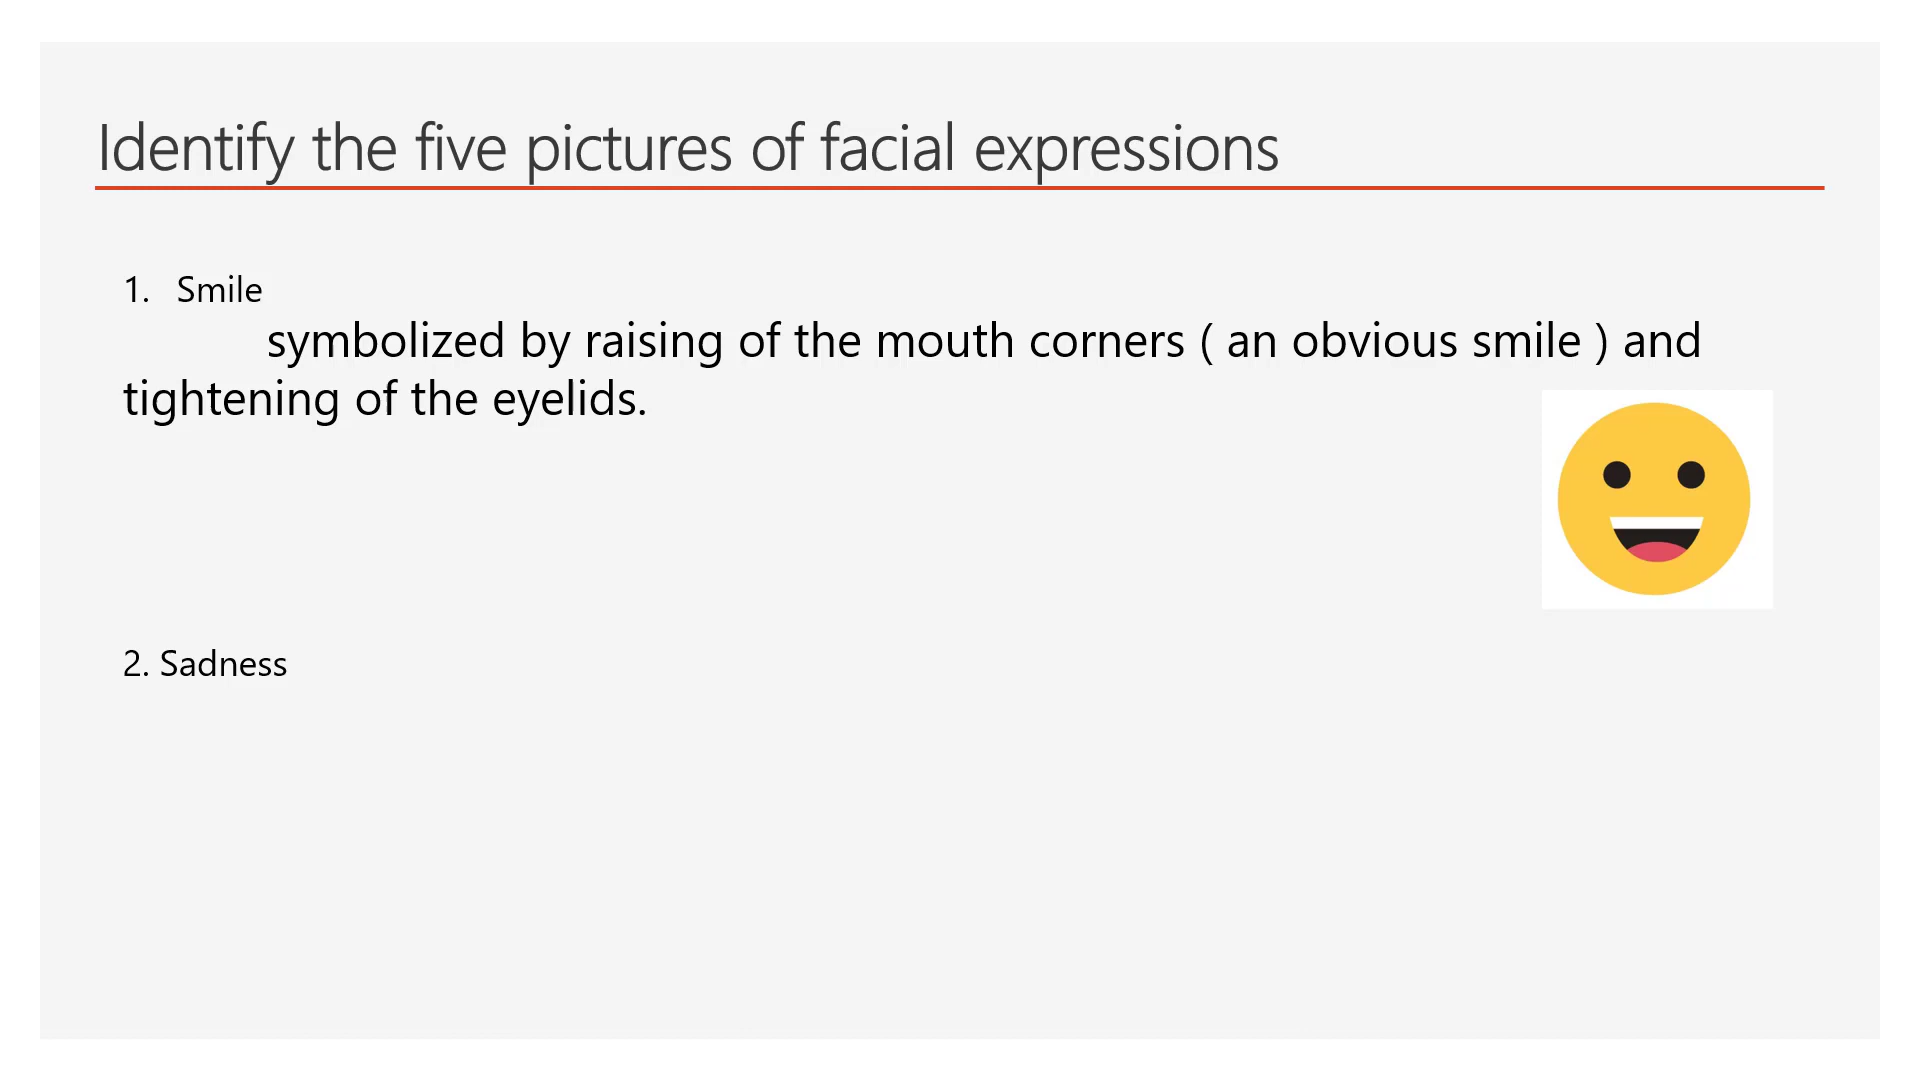 Identify the five pictures of facial expressions
1. Smile
symbolized by raising of the mouth corners ( an obvious smile ) and
tightening of the eyelids.
2. Sadness